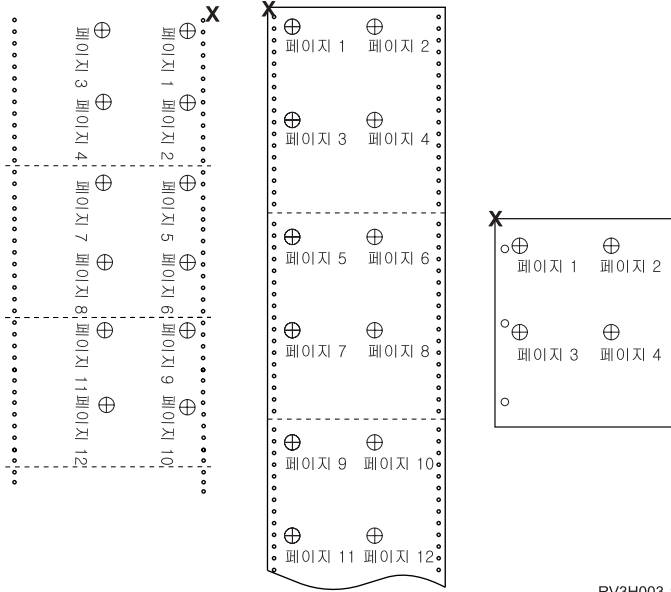 X
페이지 3
페이지 1
페이지 4
페이지 2
페이지 7
페이지 5
페이지 8
페이지 6
페이지 11
페이지 9
페이지 12
페이지 10
X
페이지 1 페이지 2
페이지 3 페이지 4
페이지 5 페이지 6
페이지 7 페이지 8
페이지 9 페이지 10
페이지 11 페이지 12
X
페이지 1 페이지 2
페이지 3 페이지 4
RV3H003